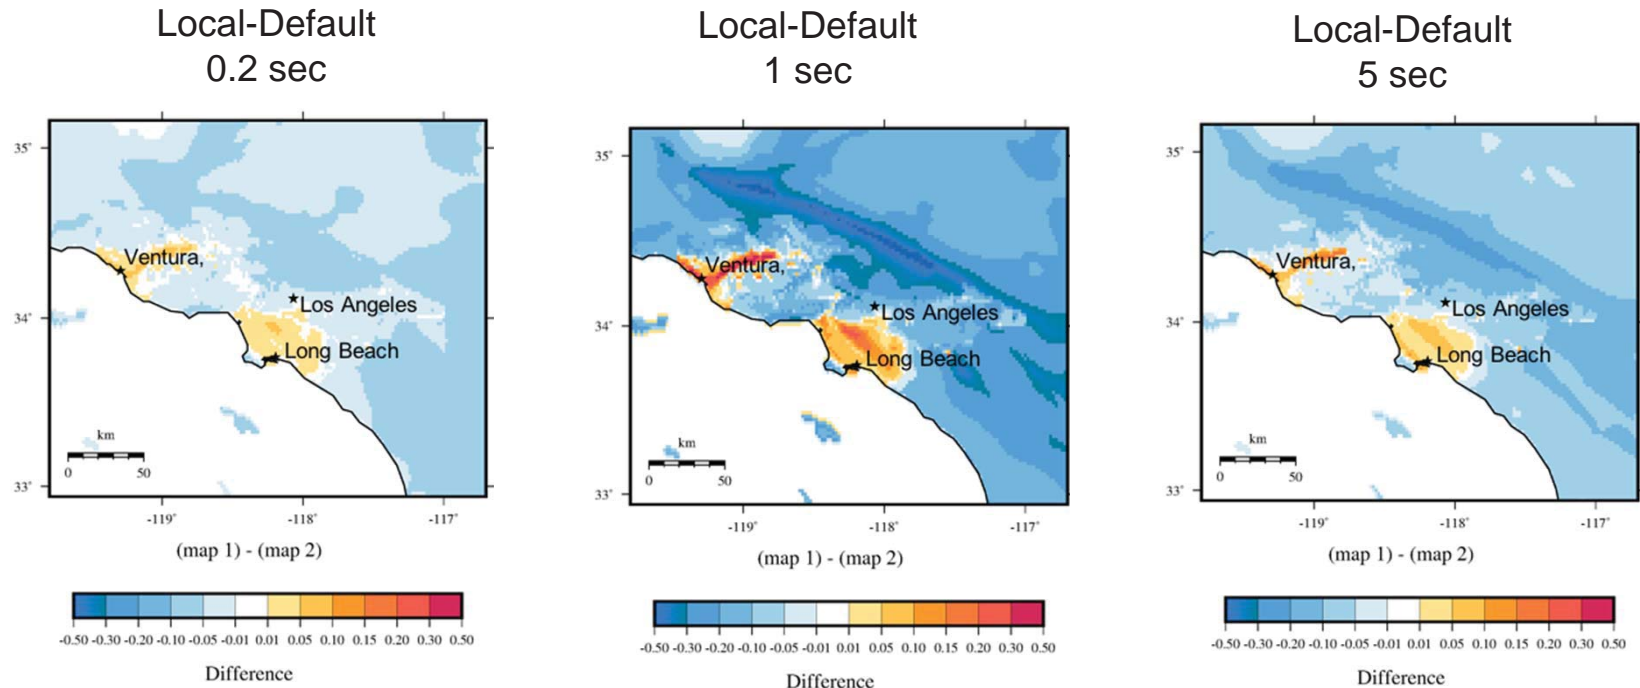 Local-Default
0.2 sec
35˚
34˚
33˚
Ventura,
Los Angeles
Long Beach
km
0 50
-119˚ -118˚ -117˚
(map 1) - (map 2)
-0.50 -0.30 -0.20 -0.10 -0.05 -0.01 0.01 0.05 0.10 0.15 0.20 0.30 0.50
Difference
Local-Default
1 sec
35˚
34˚
33˚
Ventura,
Los Angeles
Long Beach
km
0 50
-119˚ -118˚ -117˚
(map 1) - (map 2)
-0.50 -0.30 -0.20 -0.10 -0.05 -0.01 0.01 0.05 0.10 0.15 0.20 0.30 0.50
Difference
Local-Default
5 sec
35˚
34˚
33˚
Ventura,
Los Angeles
Long Beach
km
0 50
-119˚ -118˚ -117˚
(map 1) - (map 2)
-0.50 -0.30 -0.20 -0.10 -0.05 -0.01 0.01 0.05 0.10 0.15 0.20 0.30 0.50
Difference